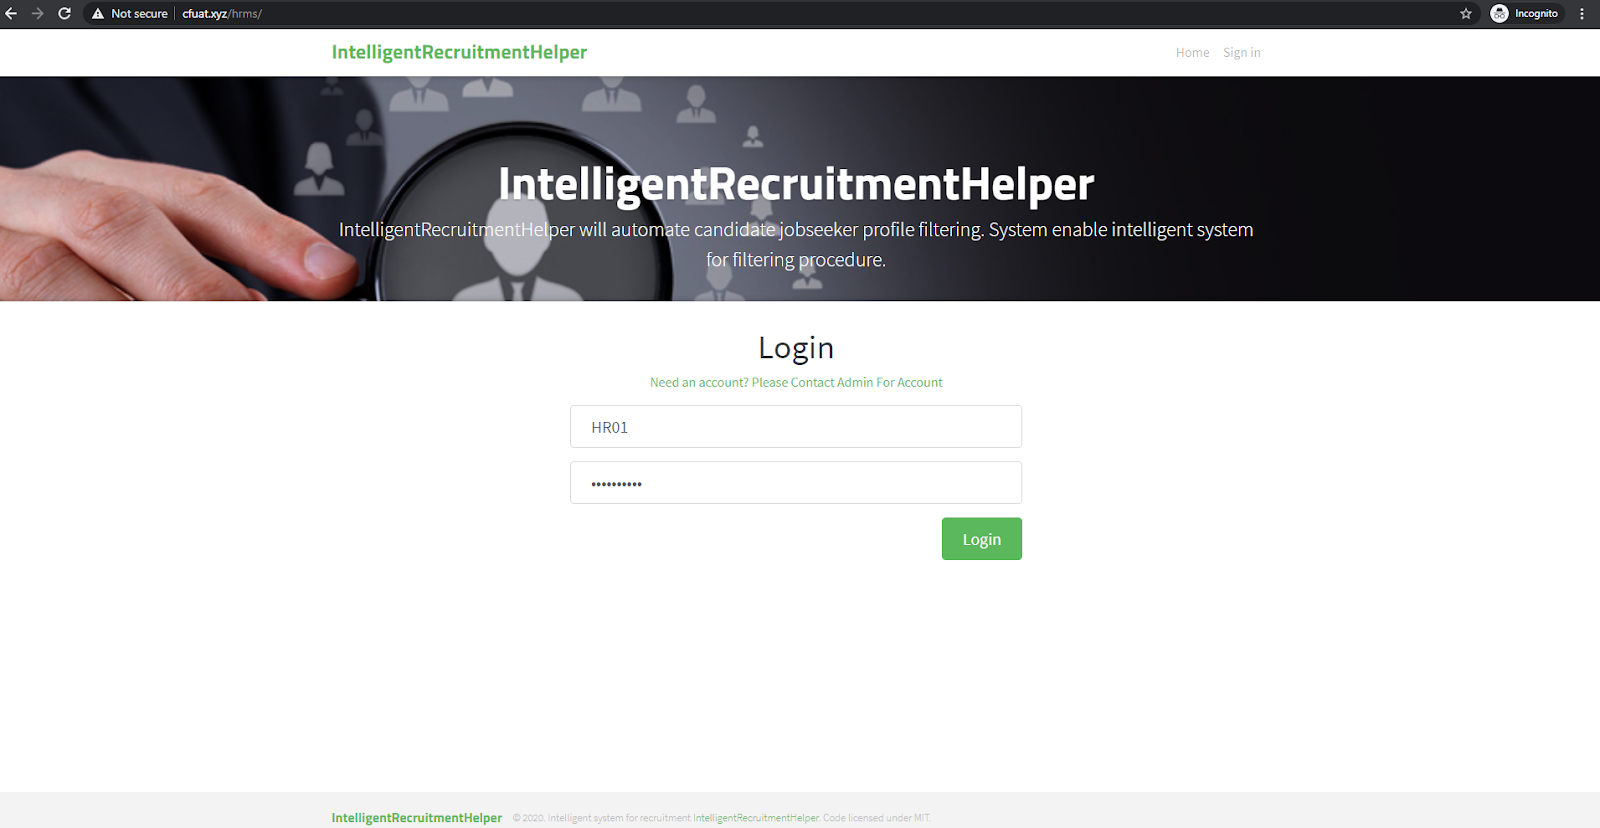 Not secure | cfuat.xyz/hrms/
Incognito
IntelligentRecruitmentHelper
Home Sign in
IntelligentRecruitmentHelper
IntelligentRecruitmentHelper will automate candidate jobseeker profile filtering. System enable intelligent system
for filtering procedure.
Login
Need an account? Please Contact Admin For Account
HR01
••••••••••
Login
IntelligentRecruitmentHelper © 2020. Intelligent system for recruitment IntelligentRecruitmentHelper. Code licensed under MIT.